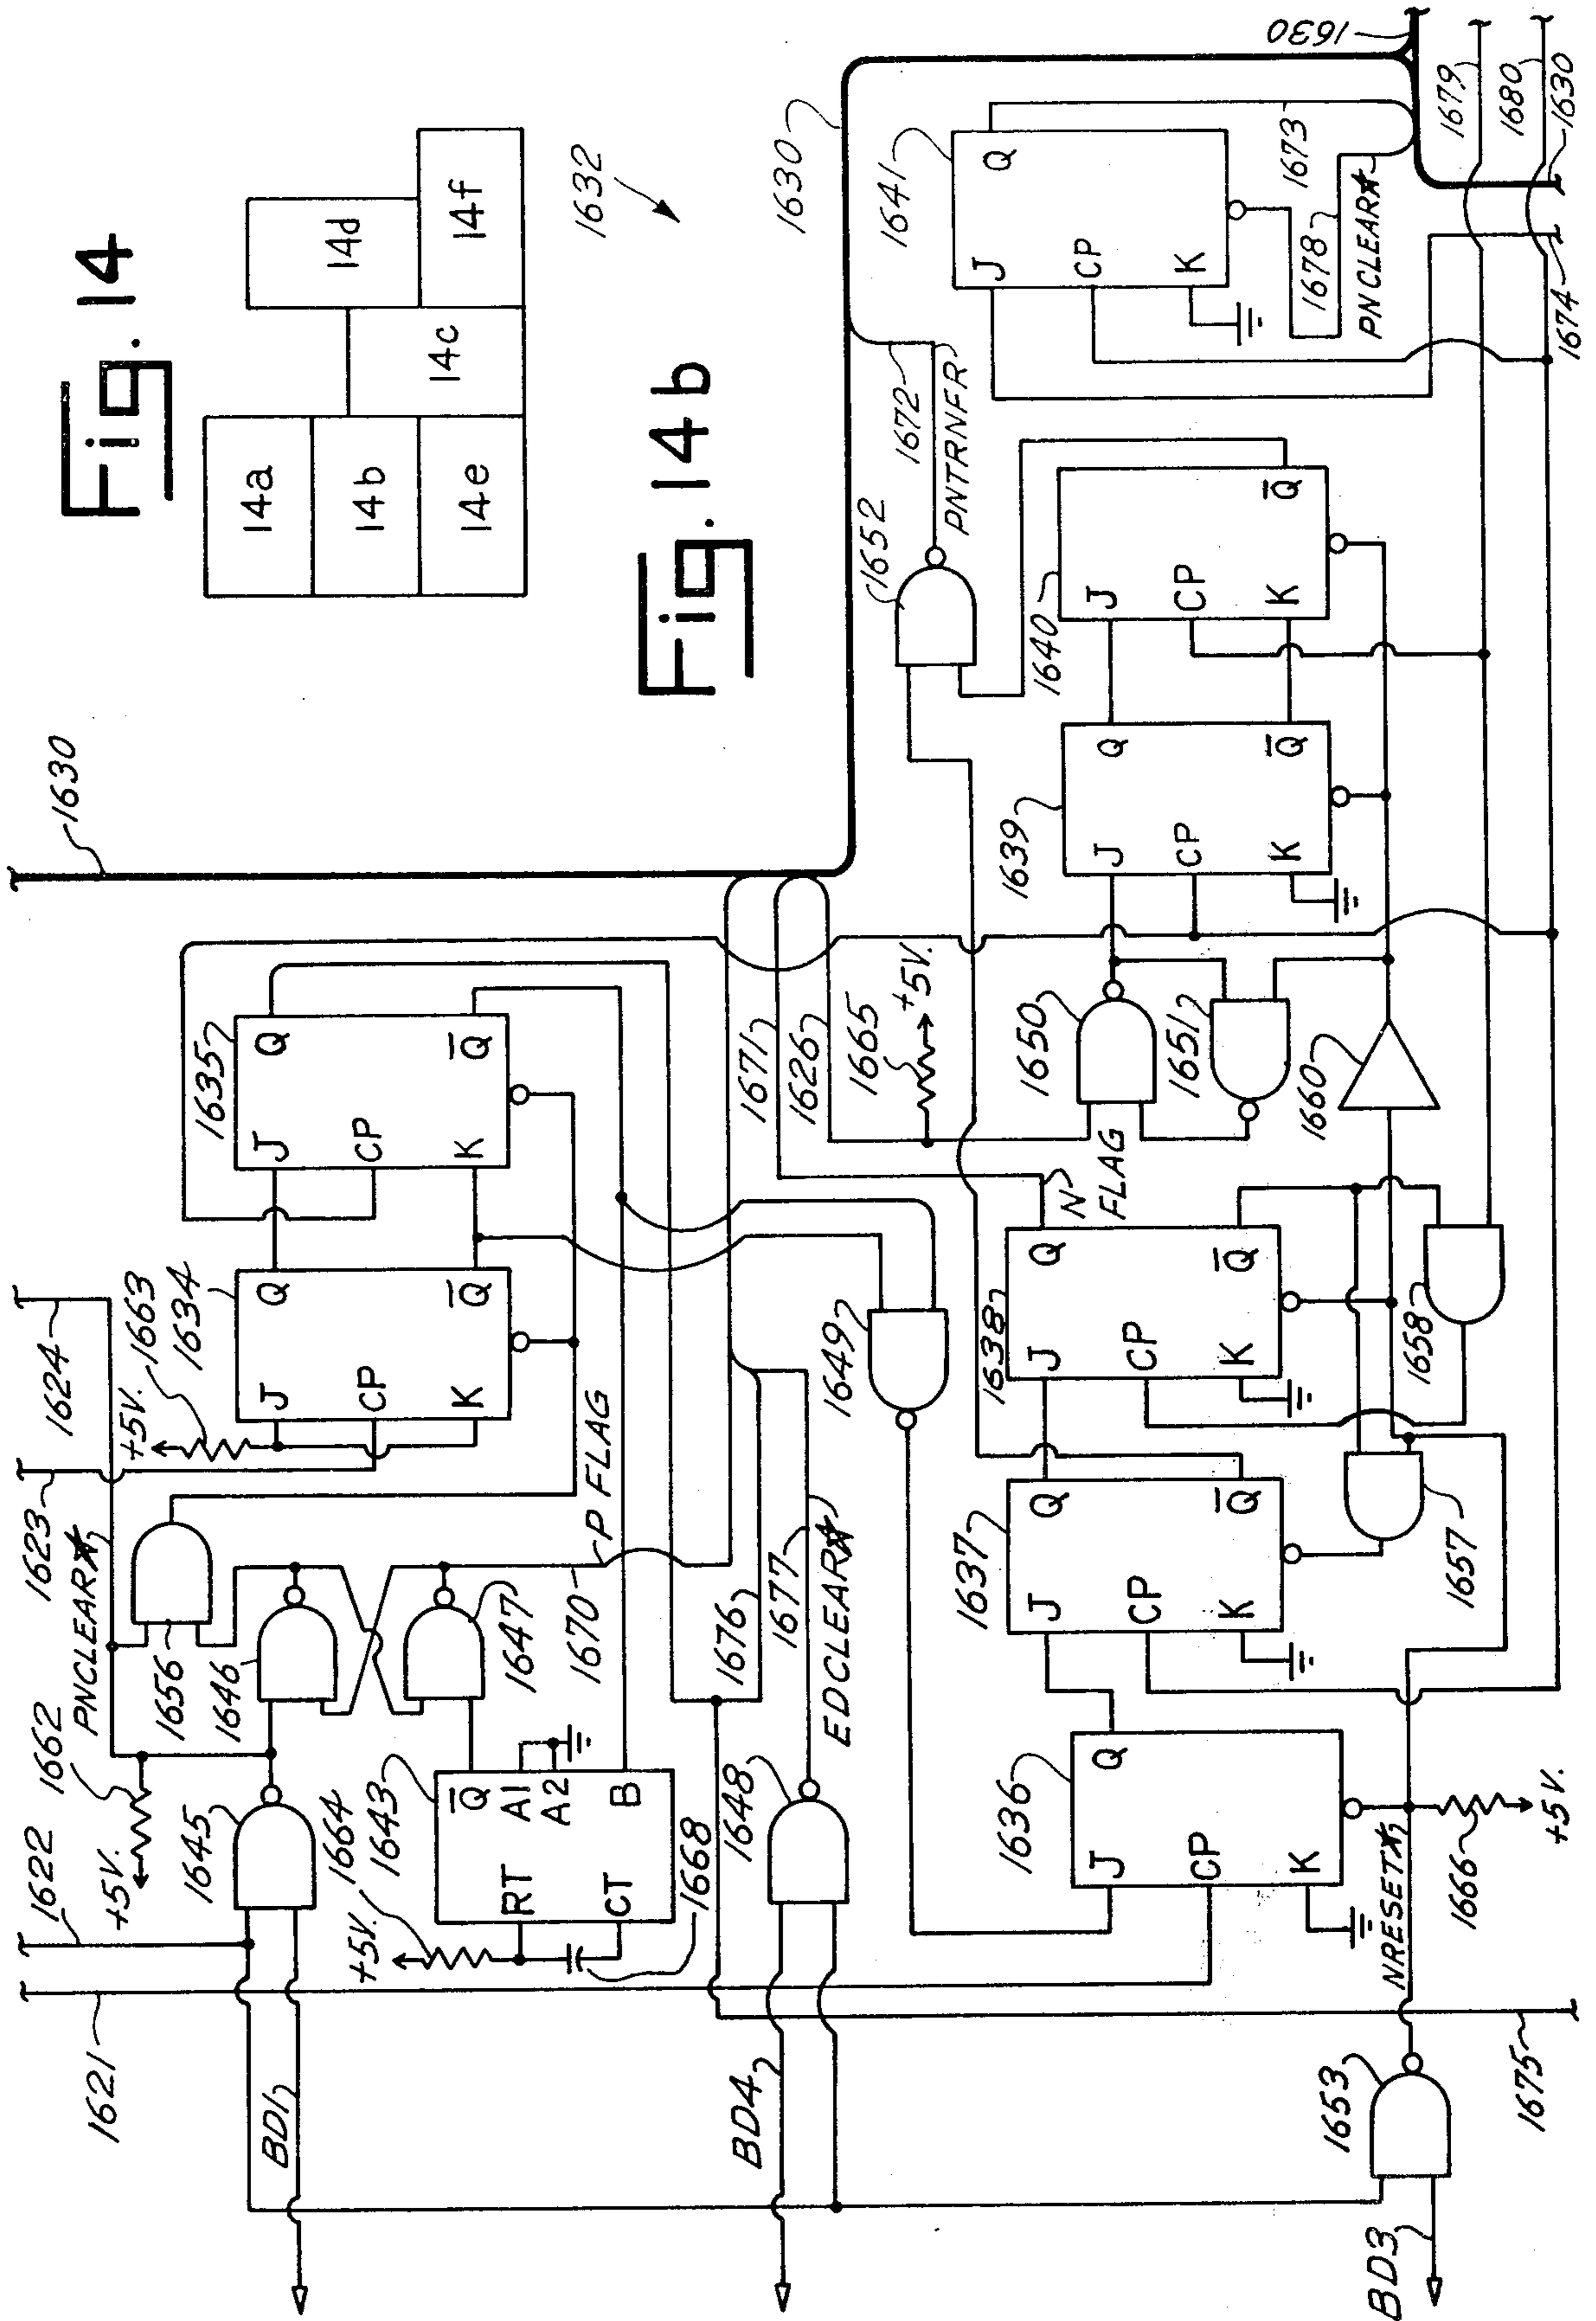 Fig. 14
14a
14b
14e
14c
14d
14f
Fig. 14b
1632
1630
1630
1630
1630
1624
1623
1622
1621
PNCLEAR*
+5V.
1662
+5V.
1663
1634
J
CP
K
Q
Q̅
1635
J
CP
K
Q
Q̅
1656
1646
1645
1647
BD1
+5V.
1664
1643
Q̅
A1
A2
B
RT
CT
1668
P FLAG
1670
1676
1677
EDCLEAR*
1648
BD4
1649
1671
1626
1665
+5V.
1672
PNTRNFR
1652
1641
J
CP
K
Q
1673
1678
PNCLEAR*
1674
1679
1680
1640
J
CP
K
Q̅
1639
J
CP
K
Q
Q̅
1650
1651
1660
N FLAG
1638
J
CP
K
Q
Q̅
1658
1657
1637
J
CP
K
Q
Q̅
1636
J
CP
K
Q
NRESET*
1666
+5V.
1653
BD3
1675